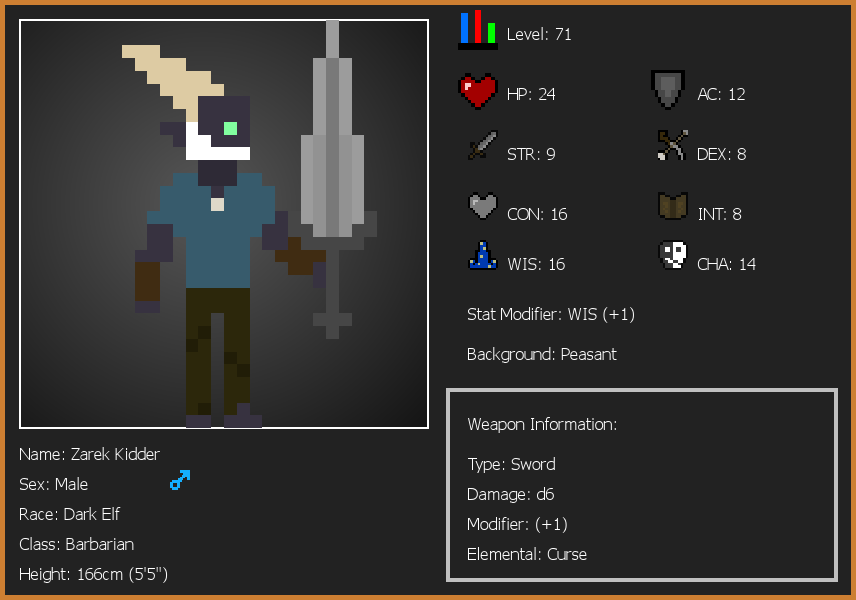 Level: 71
HP: 24
AC: 12
STR: 9
DEX: 8
CON: 16
INT: 8
WIS: 16
CHA: 14
Stat Modifier: WIS (+1)
Background: Peasant
Weapon Information:
Type: Sword
Damage: d6
Modifier: (+1)
Elemental: Curse
Name: Zarek Kidder
Sex: Male
Race: Dark Elf
Class: Barbarian
Height: 166cm (5'5")